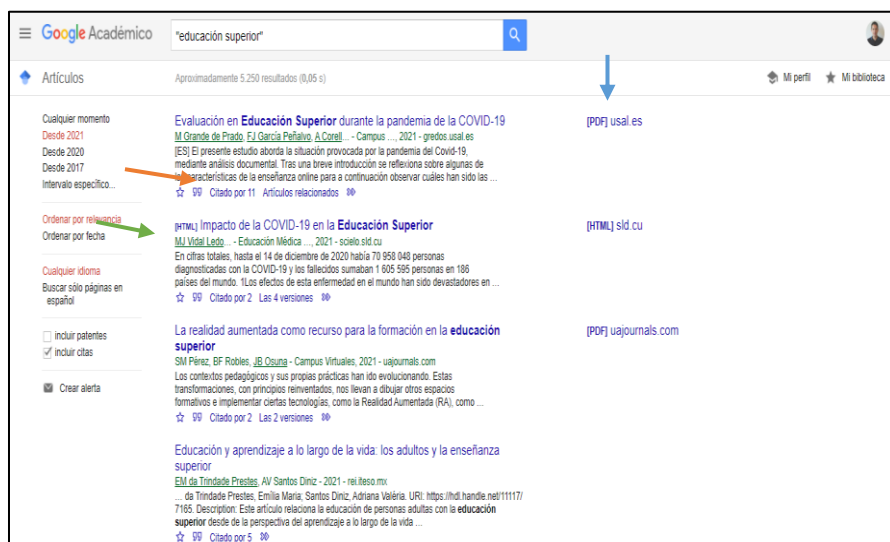 Google Académico
"educación superior"
Artículos
Aproximadamente 5.250 resultados (0,05 s)
Mi perfil
Mi biblioteca
Cualquier momento
Desde 2021
Desde 2020
Desde 2017
Intervalo específico...
Ordenar por relevancia
Ordenar por fecha
Cualquier idioma
Buscar sólo páginas en
español
incluir patentes
incluir citas
Crear alerta
Evaluación en Educación Superior durante la pandemia de la COVID-19
[PDF] usal.es
M Grande de Prado, FJ García Peñalvo, A Corell... - Campus ..., 2021 - gredos.usal.es
[ES] El presente estudio aborda la situación provocada por la pandemia del Covid-19,
mediante análisis documental. Tras una breve introducción se reflexiona sobre algunas de
características de la enseñanza online para a continuación observar cuáles han sido las ...
Citado por 11 Artículos relacionados
[HTML] Impacto de la COVID-19 en la Educación Superior
[HTML] sld.cu
MJ Vidal Ledo... - Educación Médica ..., 2021 - scielo.sld.cu
En cifras totales, hasta el 14 de diciembre de 2020 había 70 958 048 personas
diagnosticadas con la COVID-19 y los fallecidos sumaban 1 605 595 personas en 186
países del mundo. 1Los efectos de esta enfermedad en el mundo han sido devastadores en ...
Citado por 2 Las 4 versiones
La realidad aumentada como recurso para la formación en la educación
superior
[PDF] uajournals.com
SM Pérez, BF Robles, JB Osuna - Campus Virtuales, 2021 - uajournals.com
Los contextos pedagógicos y sus propias prácticas han ido evolucionando. Estas
transformaciones, con principios reinventados, nos llevan a dibujar otros espacios
formativos e implementar ciertas tecnologías, como la Realidad Aumentada (RA), como ...
Citado por 2 Las 2 versiones
Educación y aprendizaje a lo largo de la vida: los adultos y la enseñanza
superior
EM da Trindade Prestes, AV Santos Diniz - 2021 - rei.iteso.mx
... da Trindade Prestes, Emília Maria; Santos Diniz, Adriana Valéria. URI: https://hdl.handle.net/11117/
7165. Description: Este artículo relaciona la educación de personas adultas con la educación
superior desde de la perspectiva del aprendizaje a lo largo de la vida ...
Citado por 5